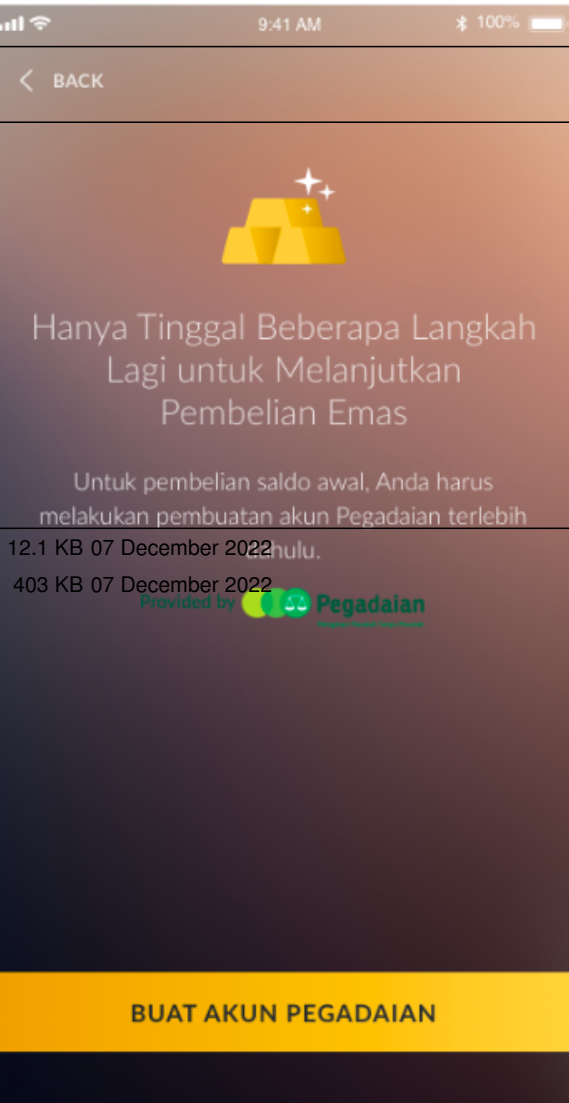 9:41 AM
100%
BACK
Hanya Tinggal Beberapa Langkah
Lagi untuk Melanjutkan
Pembelian Emas
Untuk pembelian saldo awal, Anda harus
melakukan pembuatan akun Pegadaian terlebih
dahulu.
12.1 KB 07 December 2022
403 KB 07 December 2022
Provided by Pegadaian
BUAT AKUN PEGADAIAN